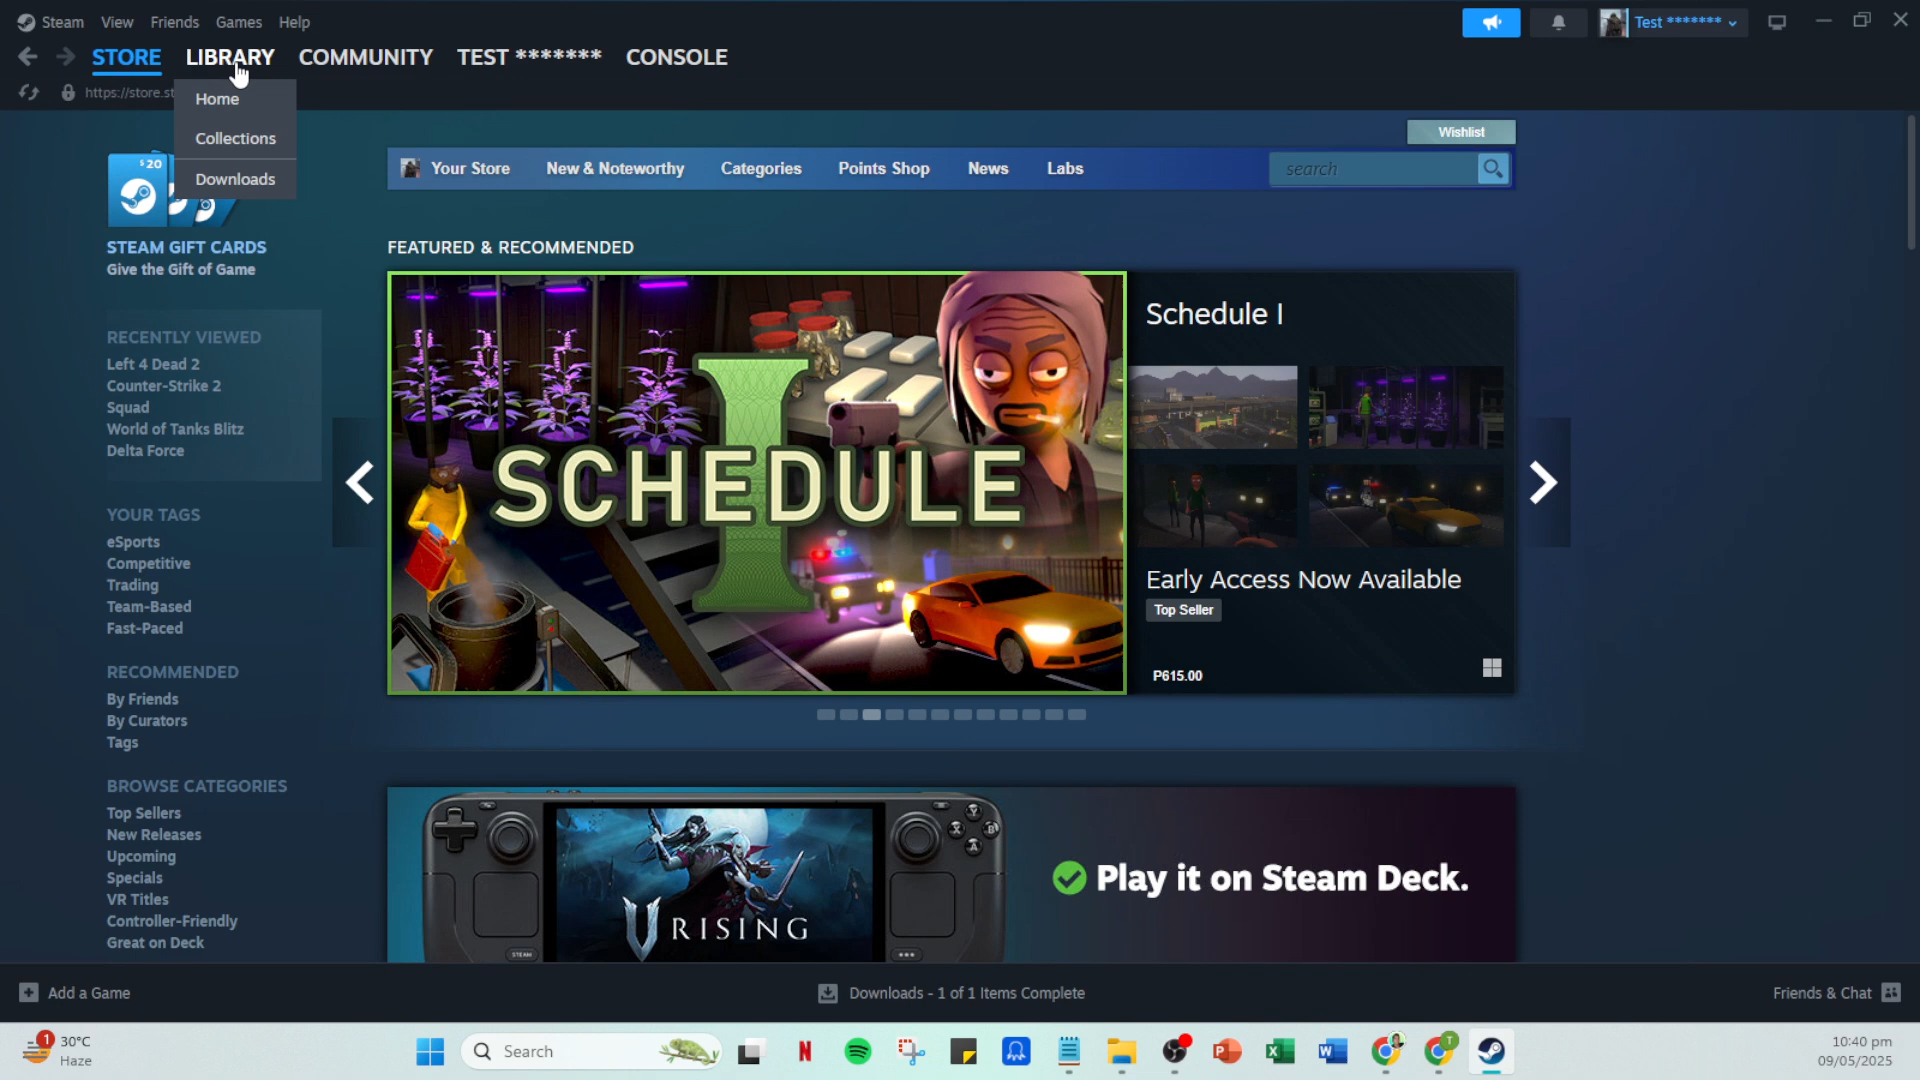 Steam View Friends Games Help
Test *******
STORE LIBRARY COMMUNITY TEST ******* CONSOLE
https://store.st
Home
Collections
Downloads
Wishlist
Your Store New & Noteworthy Categories Points Shop News Labs
search
$20
STEAM GIFT CARDS
Give the Gift of Game
RECENTLY VIEWED
Left 4 Dead 2
Counter-Strike 2
Squad
World of Tanks Blitz
Delta Force
YOUR TAGS
eSports
Competitive
Trading
Team-Based
Fast-Paced
RECOMMENDED
By Friends
By Curators
Tags
BROWSE CATEGORIES
Top Sellers
New Releases
Upcoming
Specials
VR Titles
Controller-Friendly
Great on Deck
FEATURED & RECOMMENDED
SCHEDULE I
Schedule I
Early Access Now Available
Top Seller
P615.00
V RISING
STEAM
X Y B A
Play it on Steam Deck.
Add a Game
Downloads - 1 of 1 Items Complete
Friends & Chat
1
30°C
Haze
Search
N
P X W T
10:40 pm
09/05/2025